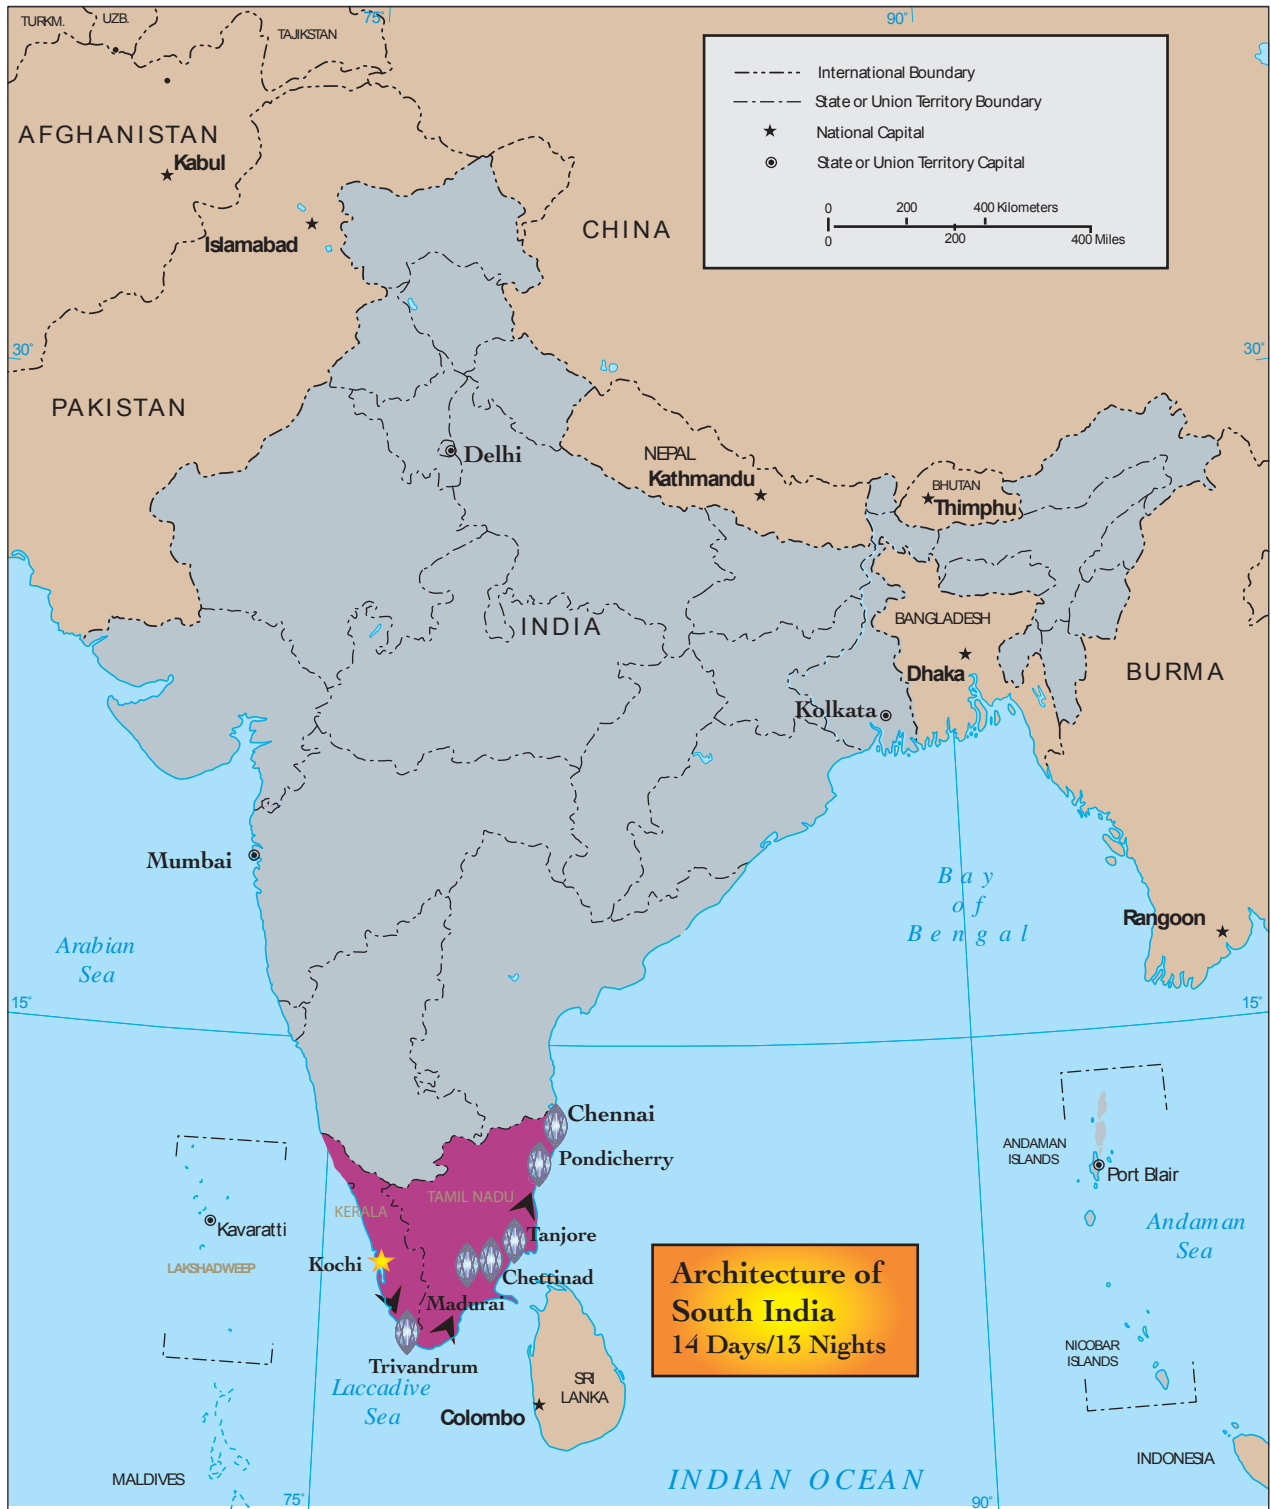 TURKM.
UZB.
75°
90°
TAJIKSTAN
International Boundary
State or Union Territory Boundary
National Capital
State or Union Territory Capital
0 200 400 Kilometers
0 200 400 Miles
AFGHANISTAN
Kabul
Islamabad
CHINA
30°
30°
PAKISTAN
Delhi
NEPAL
Kathmandu
BHUTAN
Thimphu
INDIA
BANGLADESH
Dhaka
BURMA
Kolkata
Mumbai
Bay
of
Bengal
Rangoon
Arabian
Sea
15°
15°
Chennai
Pondicherry
ANDAMAN
ISLANDS
Port Blair
TAMIL NADU
KERALA
Kavaratti
Andaman
Sea
Tanjore
LAKSHADWEEP
Kochi
Chettinad
Madurai
Architecture of
South India
14 Days/13 Nights
NICOBAR
ISLANDS
Trivandrum
Laccadive
Sea
SRI
LANKA
Colombo
MALDIVES
INDIAN OCEAN
INDONESIA
75°
90°